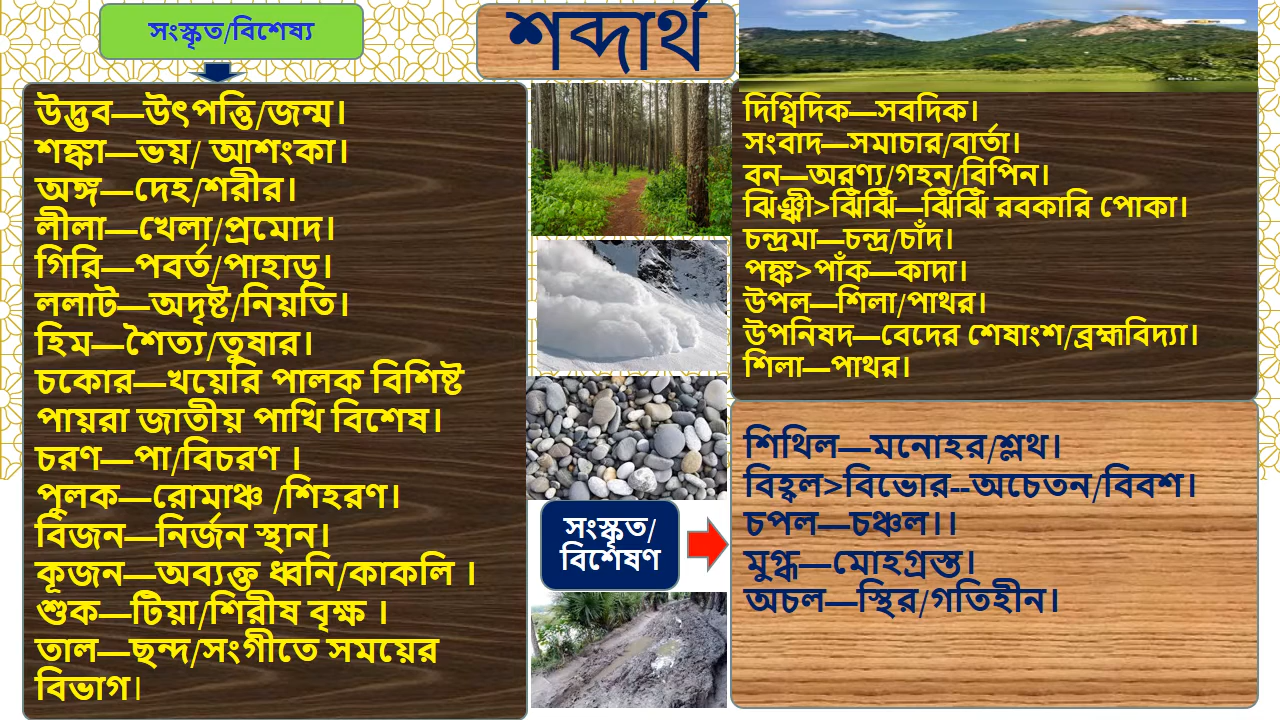 সংস্কৃত/বিশেষ্য
শব্দার্থ
উদ্ভব—উৎপত্তি/জন্ম।
শঙ্কা—ভয়/ আশংকা।
অঙ্গ—দেহ/শরীর।
লীলা—খেলা/প্রমোদ।
গিরি—পবর্ত/পাহাড়।
ললাট—অদৃষ্ট/নিয়তি।
হিম—শৈত্য/তুষার।
চকোর—খয়েরি পালক বিশিষ্ট
পায়রা জাতীয় পাখি বিশেষ।
চরণ—পা/বিচরণ ।
পূলক—রোমাঞ্চ /শিহরণ।
বিজন—নির্জন স্থান।
কূজন—অব্যক্ত ধ্বনি/কাকলি ।
শুক—টিয়া/শিরীষ বৃক্ষ ।
তাল—ছন্দ/সংগীতে সময়ের
বিভাগ।
দিগ্বিদিক—সবদিক।
সংবাদ—সমাচার/বার্তা।
বন—অরণ্য/গহন/বিপিন।
ঝিঞ্ঝী>ঝিঁঝিঁ—ঝিঁঝিঁ রবকারি পোকা।
চন্দ্রমা—চন্দ্র/চাঁদ।
পঙ্ক>পাঁক—কাদা।
উপল—শিলা/পাথর।
উপনিষদ—বেদের শেষাংশ/ব্রহ্মবিদ্যা।
শিলা—পাথর।
সংস্কৃত/
বিশেষণ
শিথিল—মনোহর/শ্লথ।
বিহ্বল>বিভোর--অচেতন/বিবশ।
চপল—চঞ্চল।।
মুগ্ধ—মোহগ্রস্ত।
অচল—স্থির/গতিহীন।